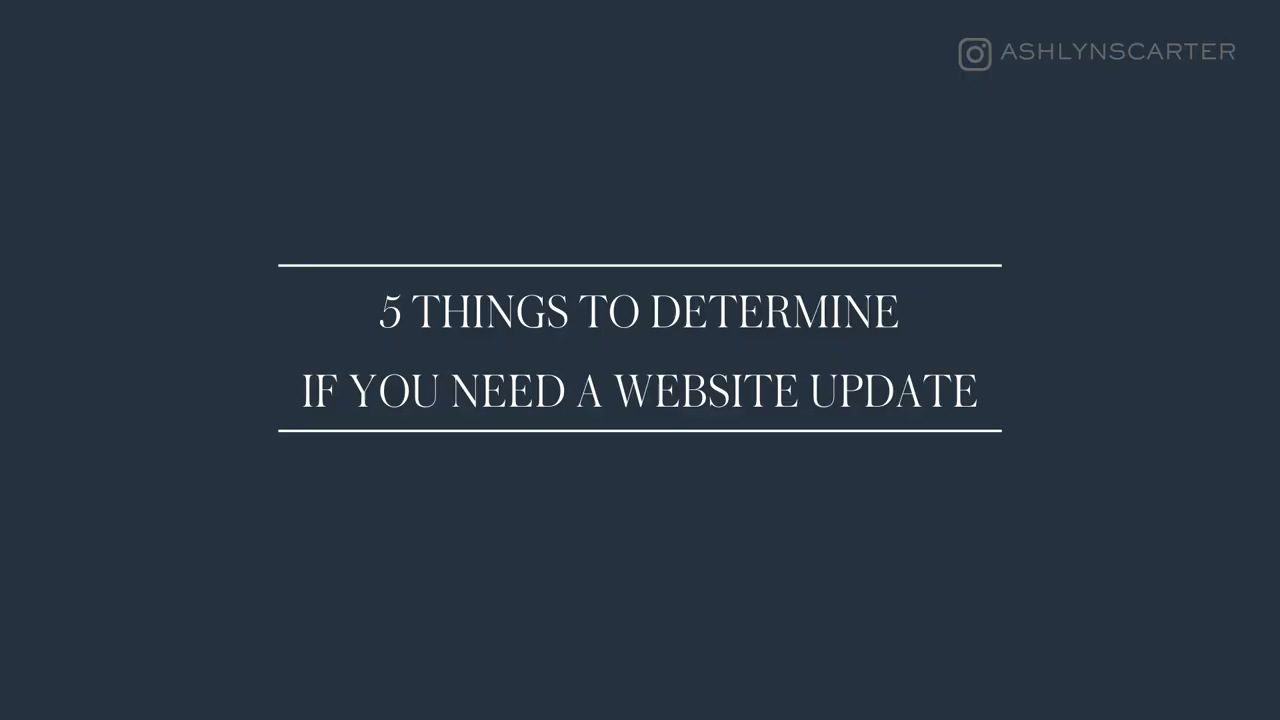 ASHLYNSCARTER
5 THINGS TO DETERMINE
IF YOU NEED A WEBSITE UPDATE